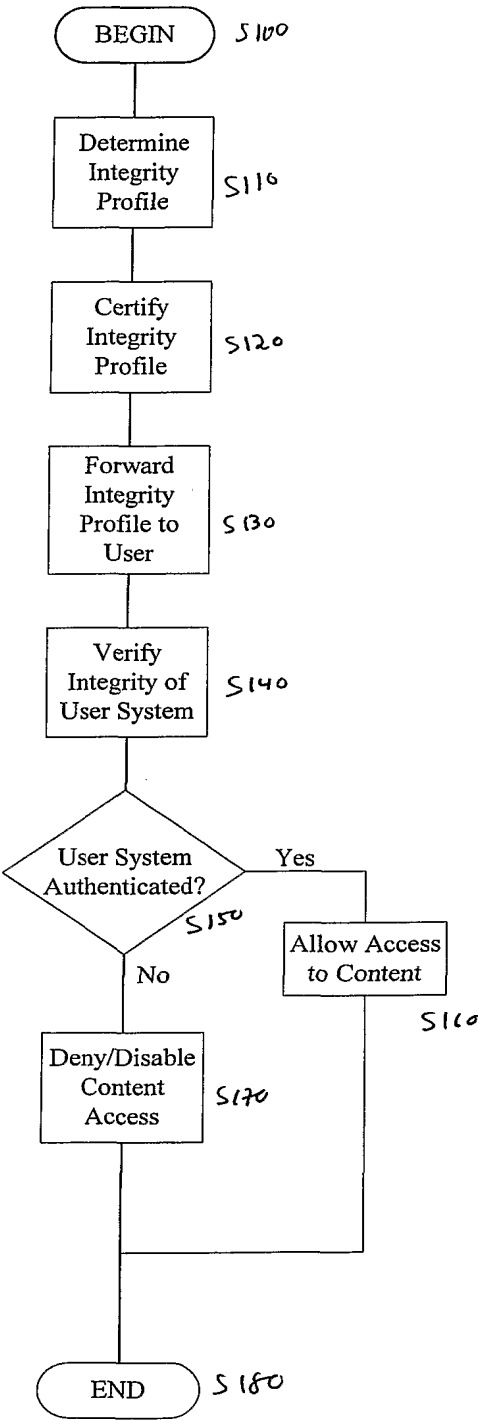 BEGIN
S100
Determine
Integrity
Profile
S110
Certify
Integrity
Profile
S120
Forward
Integrity
Profile to
User
S130
Verify
Integrity of
User System
S140
User System
Authenticated?
S150
Yes
No
Allow Access
to Content
S160
Deny/Disable
Content
Access
S170
END
S180